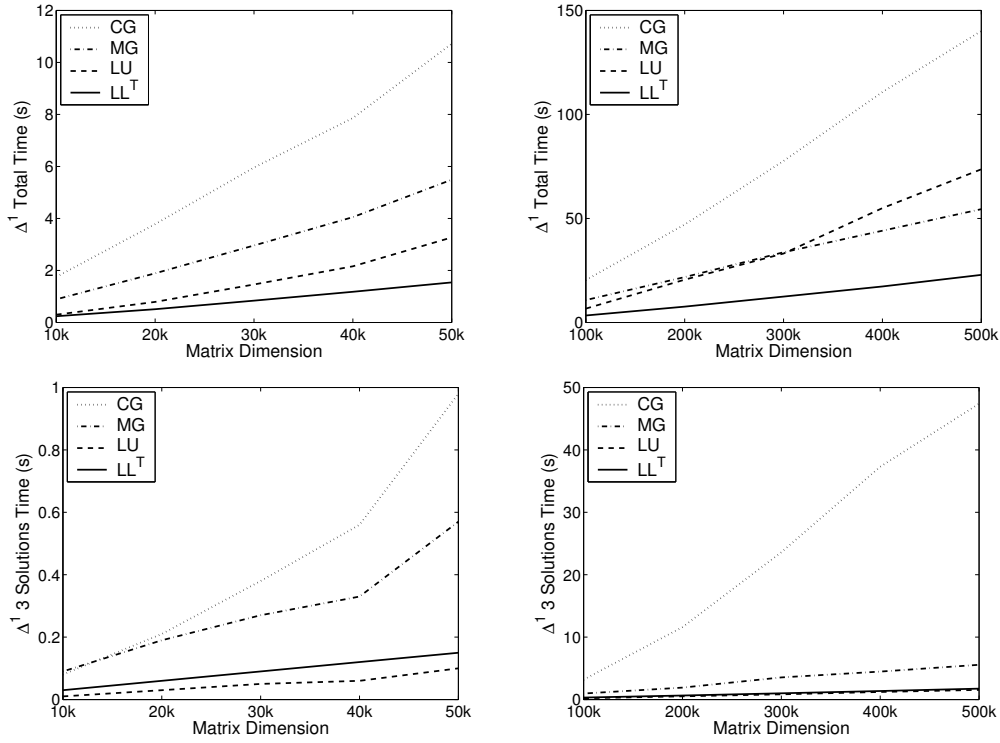 12
10
8
6
4
2
0
Δ¹ Total Time (s)
CG
MG
LU
LLᵀ
10k 20k 30k 40k 50k
Matrix Dimension
150
100
50
0
Δ¹ Total Time (s)
CG
MG
LU
LLᵀ
100k 200k 300k 400k 500k
Matrix Dimension
1
0.8
0.6
0.4
0.2
0
Δ¹ 3 Solutions Time (s)
CG
MG
LU
LLᵀ
10k 20k 30k 40k 50k
Matrix Dimension
50
40
30
20
10
0
Δ¹ 3 Solutions Time (s)
CG
MG
LU
LLᵀ
100k 200k 300k 400k 500k
Matrix Dimension